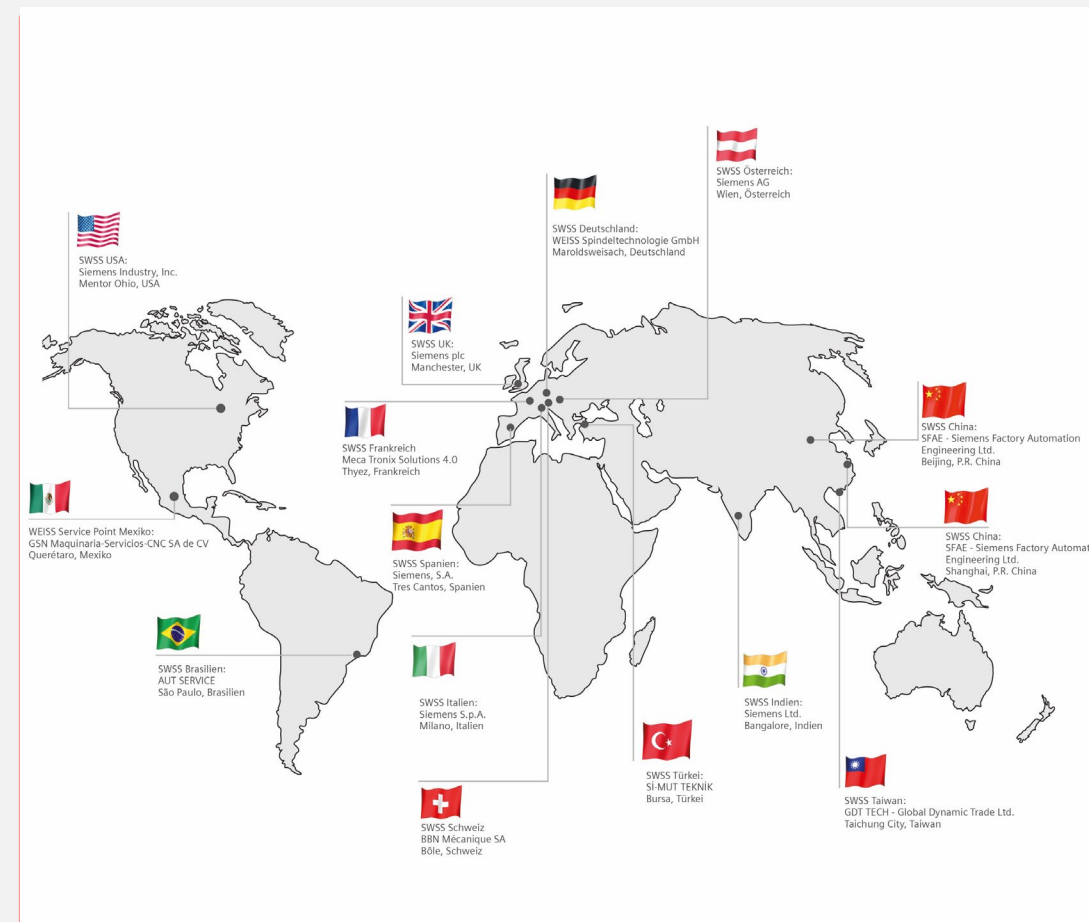 SWSS Österreich:
Siemens AG
Wien, Österreich
SWSS Deutschland:
WEISS Spindeltechnologie GmbH
Maroldsweisach, Deutschland
SWSS USA:
Siemens Industry, Inc.
Mentor Ohio, USA
SWSS UK:
Siemens plc
Manchester, UK
SWSS Frankreich
Meca Tronix Solutions 4.0
Thyez, Frankreich
SWSS China:
SFAE - Siemens Factory Automation
Engineering Ltd.
Beijing, P.R. China
WEISS Service Point Mexiko:
GSN Maquinaria-Servicios-CNC SA de CV
Querétaro, Mexiko
SWSS China:
SFAE - Siemens Factory Automat
Engineering Ltd.
Shanghai, P.R. China
SWSS Spanien:
Siemens, S.A.
Tres Cantos, Spanien
SWSS Brasilien:
AUT SERVICE
São Paulo, Brasilien
SWSS Italien:
Siemens S.p.A.
Milano, Italien
SWSS Indien:
Siemens Ltd.
Bangalore, Indien
SWSS Türkei:
Sİ-MUT TEKNİK
Bursa, Türkei
SWSS Taiwan:
GDT TECH - Global Dynamic Trade Ltd.
Taichung City, Taiwan
SWSS Schweiz
BBN Mécanique SA
Bôle, Schweiz